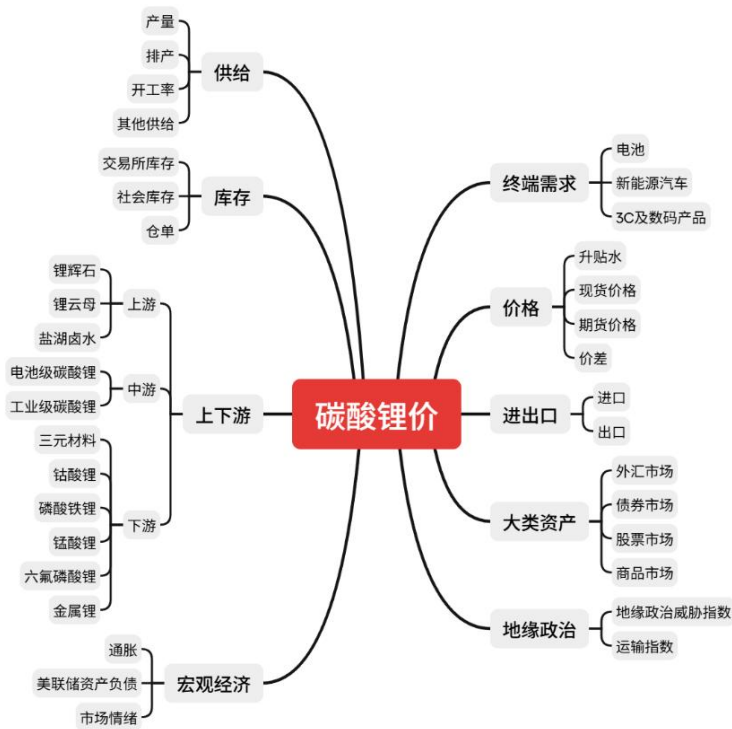 碳酸锂价
供给
产量
排产
开工率
其他供给
库存
交易所库存
社会库存
仓单
上下游
上游
锂辉石
锂云母
盐湖卤水
中游
电池级碳酸锂
工业级碳酸锂
下游
三元材料
钴酸锂
磷酸铁锂
锰酸锂
六氟磷酸锂
金属锂
宏观经济
通胀
美联储资产负债
市场情绪
终端需求
电池
新能源汽车
3C及数码产品
价格
升贴水
现货价格
期货价格
价差
进出口
进口
出口
大类资产
外汇市场
债券市场
股票市场
商品市场
地缘政治
地缘政治威胁指数
运输指数